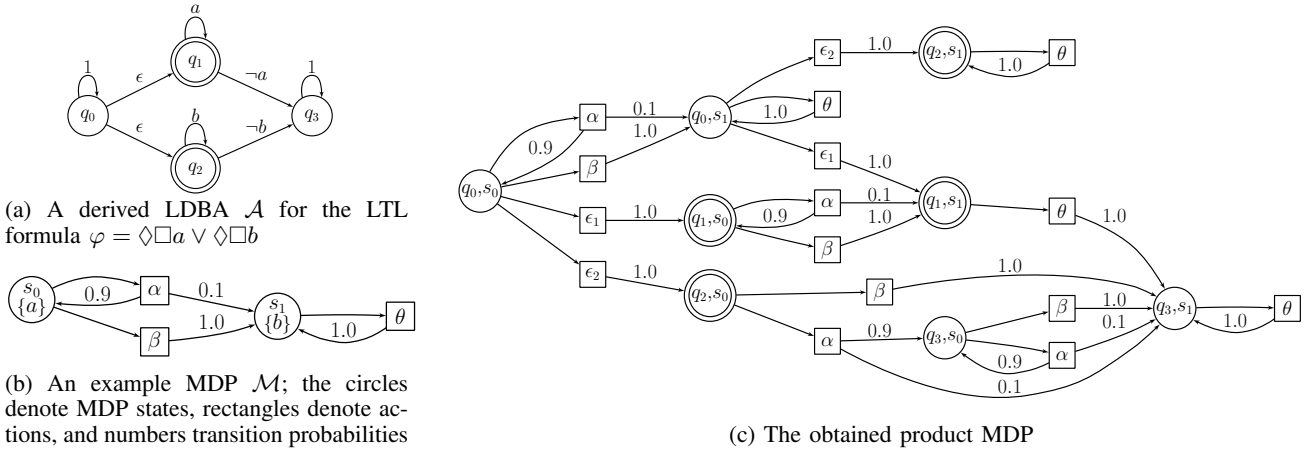 a
q1
1
ϵ
¬a
1
q0
q3
ϵ
b
¬b
q2
(a) A derived LDBA 𝒜 for the LTL
formula φ = ◇□a ∨ ◇□b
s0
{a}
α
0.9
0.1
s1
{b}
θ
1.0
β
1.0
(b) An example MDP ℳ; the circles
denote MDP states, rectangles denote ac-
tions, and numbers transition probabilities
ϵ2
1.0
q2,s1
θ
1.0
α
0.1
q0,s1
θ
1.0
0.9
1.0
β
ϵ1
1.0
q0,s0
ϵ1
1.0
q1,s0
α
0.1
q1,s1
θ
1.0
0.9
1.0
β
ϵ2
1.0
q2,s0
β
1.0
β
1.0
q3,s1
θ
1.0
α
0.9
q3,s0
0.1
α
0.9
0.1
(c) The obtained product MDP